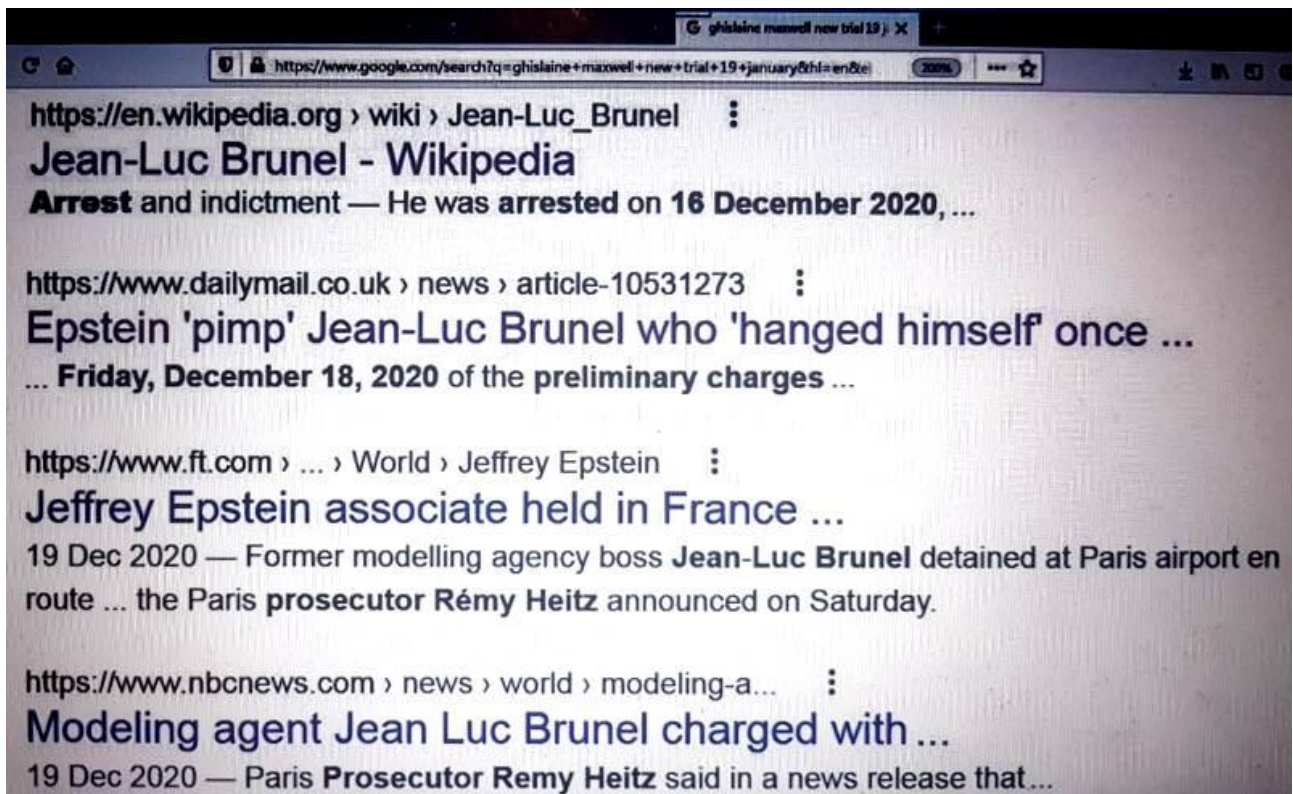 G ghislaine maxwell new trial 19 j
https://www.google.com/search?q=ghislaine+maxwell+new+trial+19+january&hl=en&ei 200%
https://en.wikipedia.org › wiki › Jean-Luc_Brunel
Jean-Luc Brunel - Wikipedia
Arrest and indictment — He was arrested on 16 December 2020, ...
https://www.dailymail.co.uk › news › article-10531273
Epstein 'pimp' Jean-Luc Brunel who 'hanged himself' once ...
... Friday, December 18, 2020 of the preliminary charges ...
https://www.ft.com › ... › World › Jeffrey Epstein
Jeffrey Epstein associate held in France ...
19 Dec 2020 — Former modelling agency boss Jean-Luc Brunel detained at Paris airport en
route ... the Paris prosecutor Rémy Heitz announced on Saturday.
https://www.nbcnews.com › news › world › modeling-a...
Modeling agent Jean Luc Brunel charged with ...
19 Dec 2020 — Paris Prosecutor Remy Heitz said in a news release that...